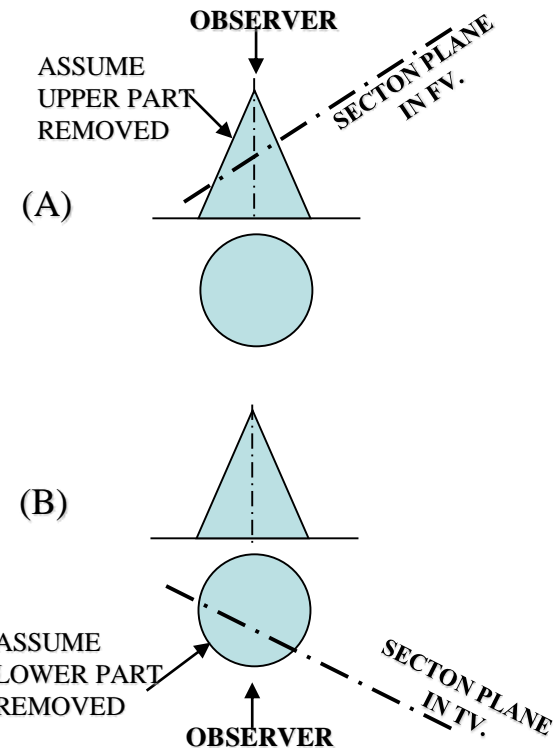 OBSERVER
ASSUME
UPPER PART
REMOVED
SECTON PLANE
IN FV.
(A)
(B)
ASSUME
LOWER PART
REMOVED
SECTON PLANE
IN TV.
OBSERVER